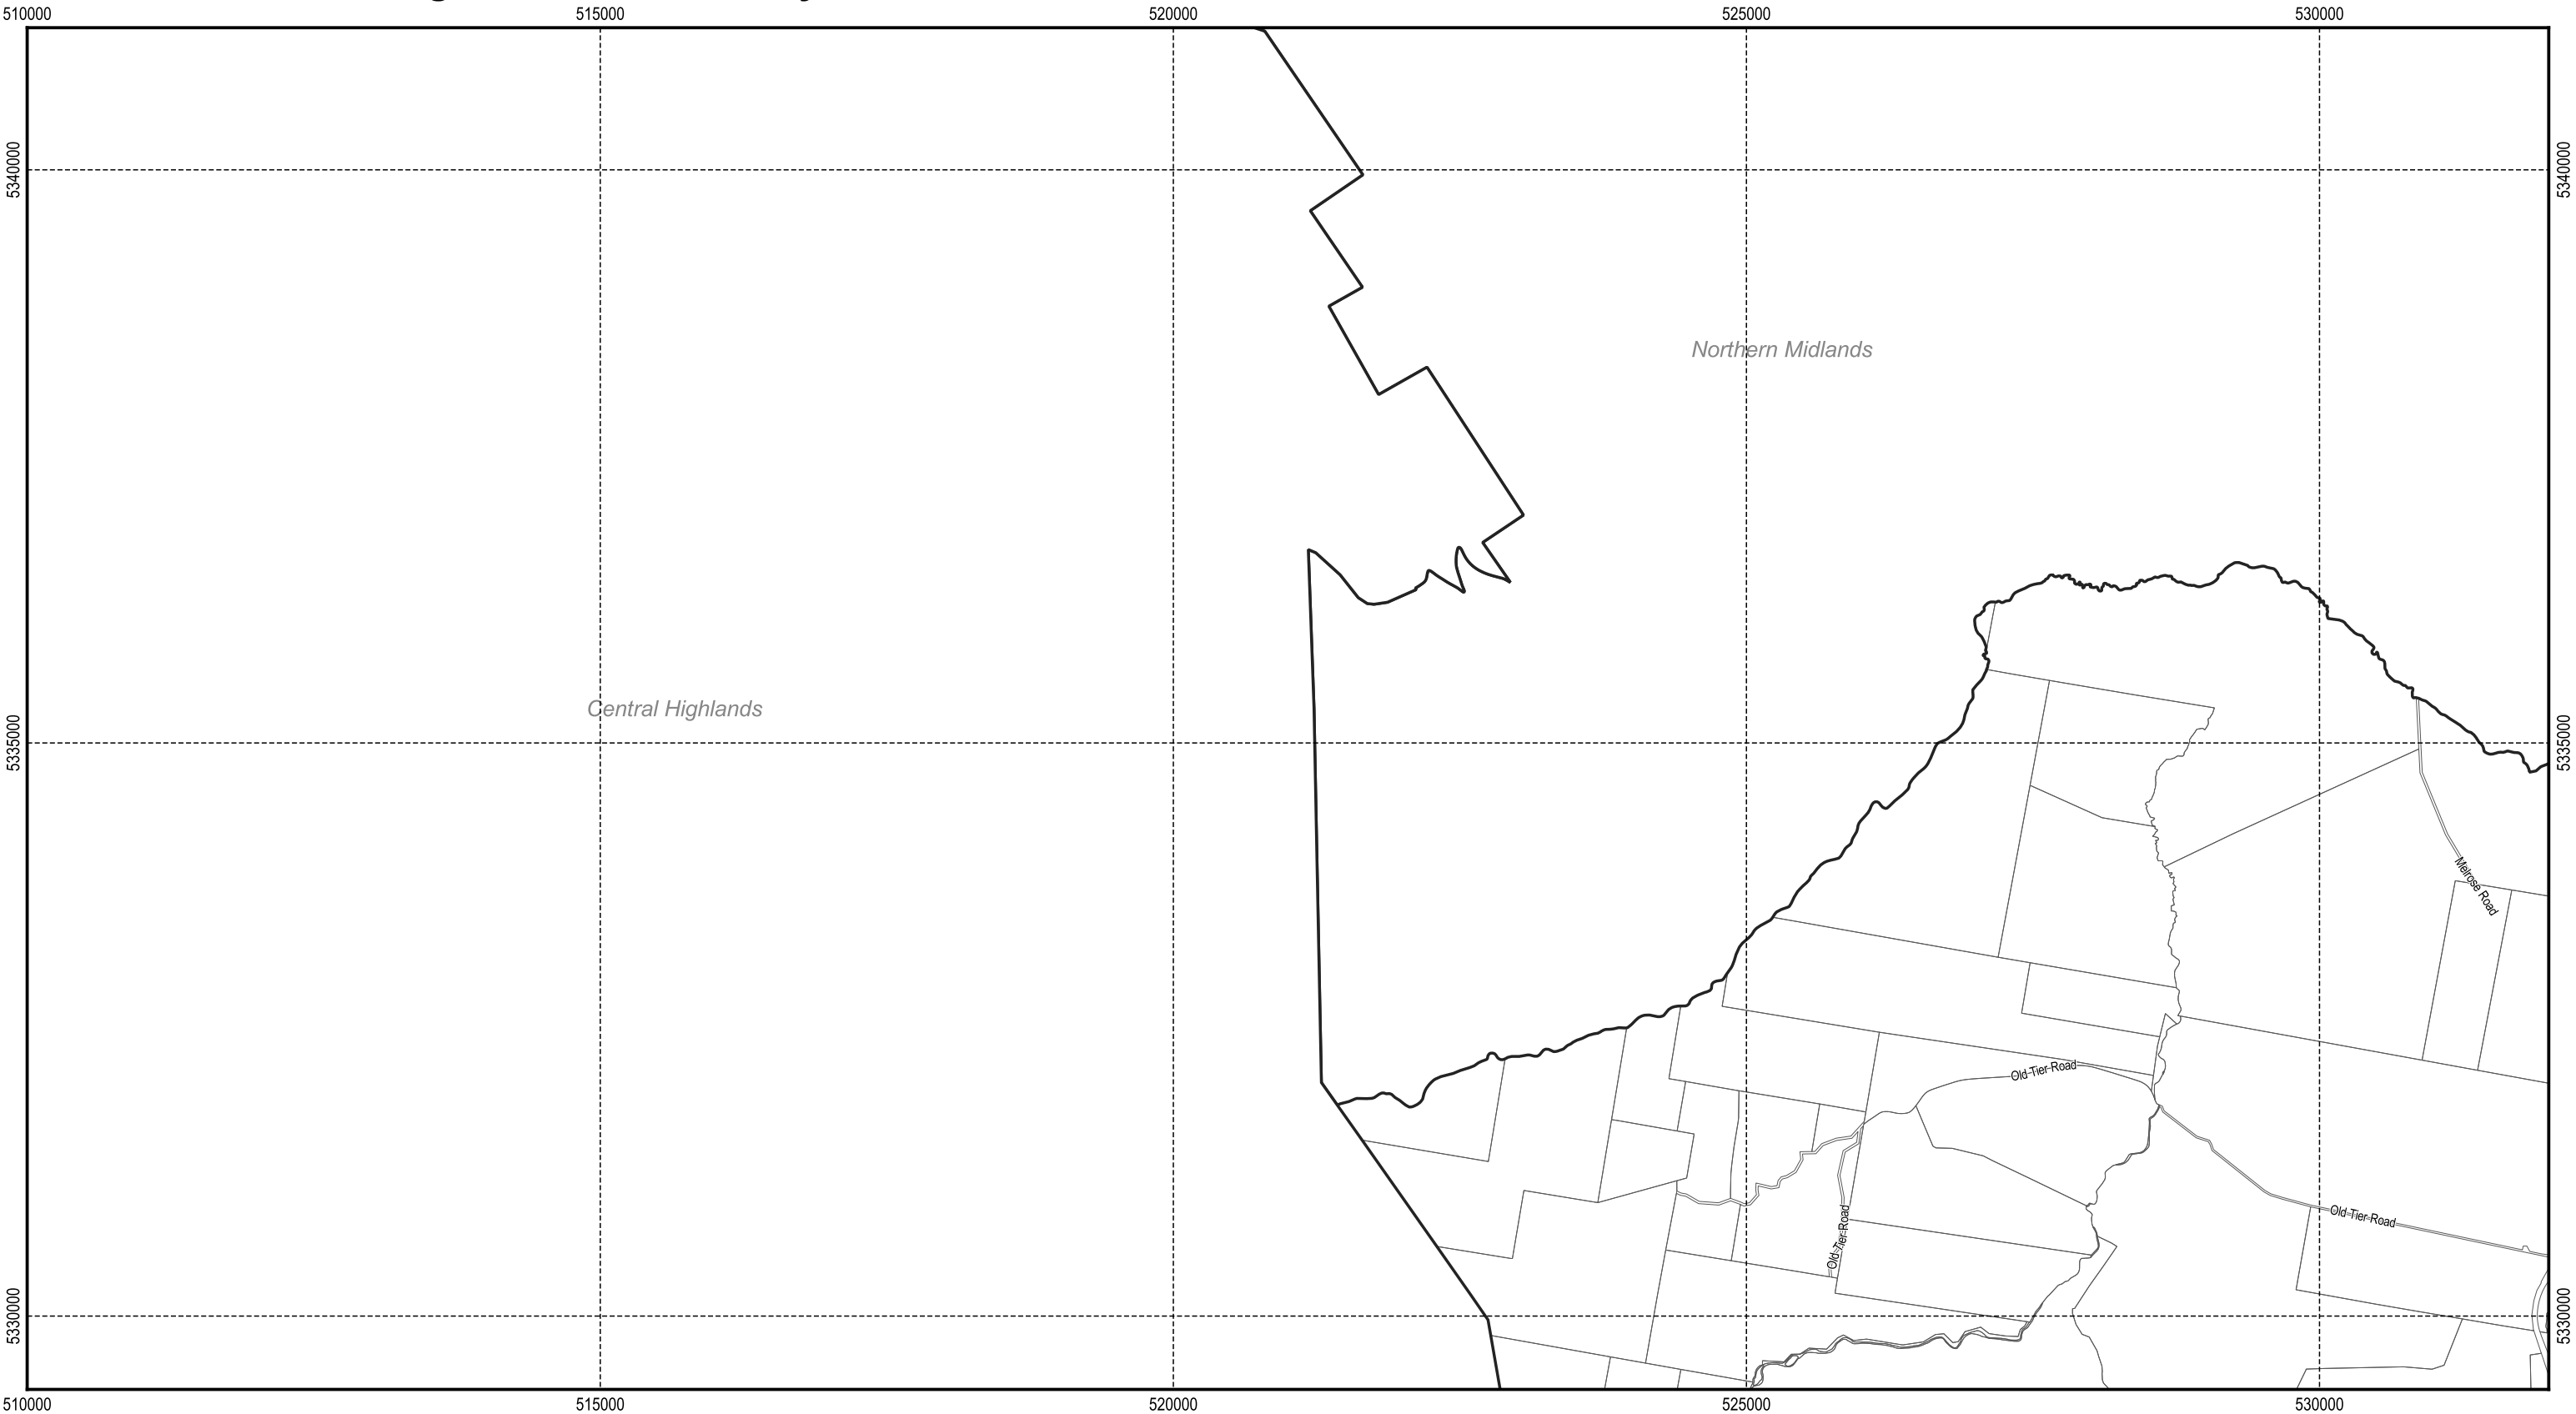 510000 515000 520000 525000 530000
5340000 5340000
Northern Midlands
Central Highlands
5335000 5335000
Melrose Road
Old Tier Road
Old Tier Road
Old Tier Road
5330000 5330000
510000 515000 520000 525000 530000